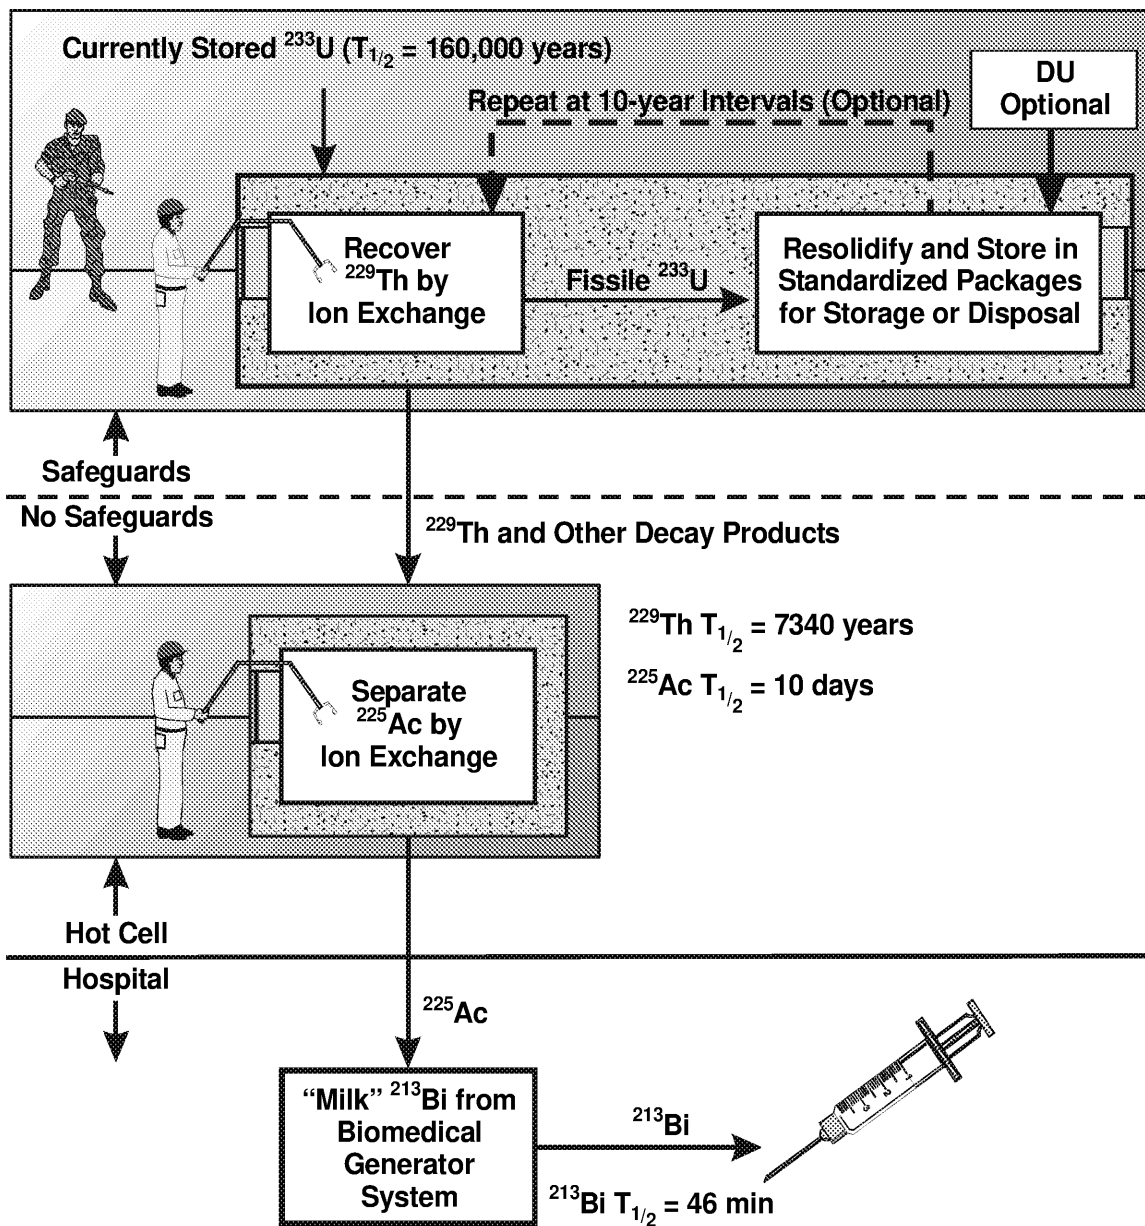 Currently Stored ²³³U (T₁/₂ = 160,000 years)
DU
Optional
Repeat at 10-year Intervals (Optional)
Recover
²²⁹Th by
Ion Exchange
Fissile ²³³U
Resolidify and Store in
Standardized Packages
for Storage or Disposal
Safeguards
No Safeguards
²²⁹Th and Other Decay Products
²²⁹Th T₁/₂ = 7340 years
²²⁵Ac T₁/₂ = 10 days
Separate
²²⁵Ac by
Ion Exchange
Hot Cell
Hospital
²²⁵Ac
“Milk” ²¹³Bi from
Biomedical
Generator
System
²¹³Bi
²¹³Bi T₁/₂ = 46 min